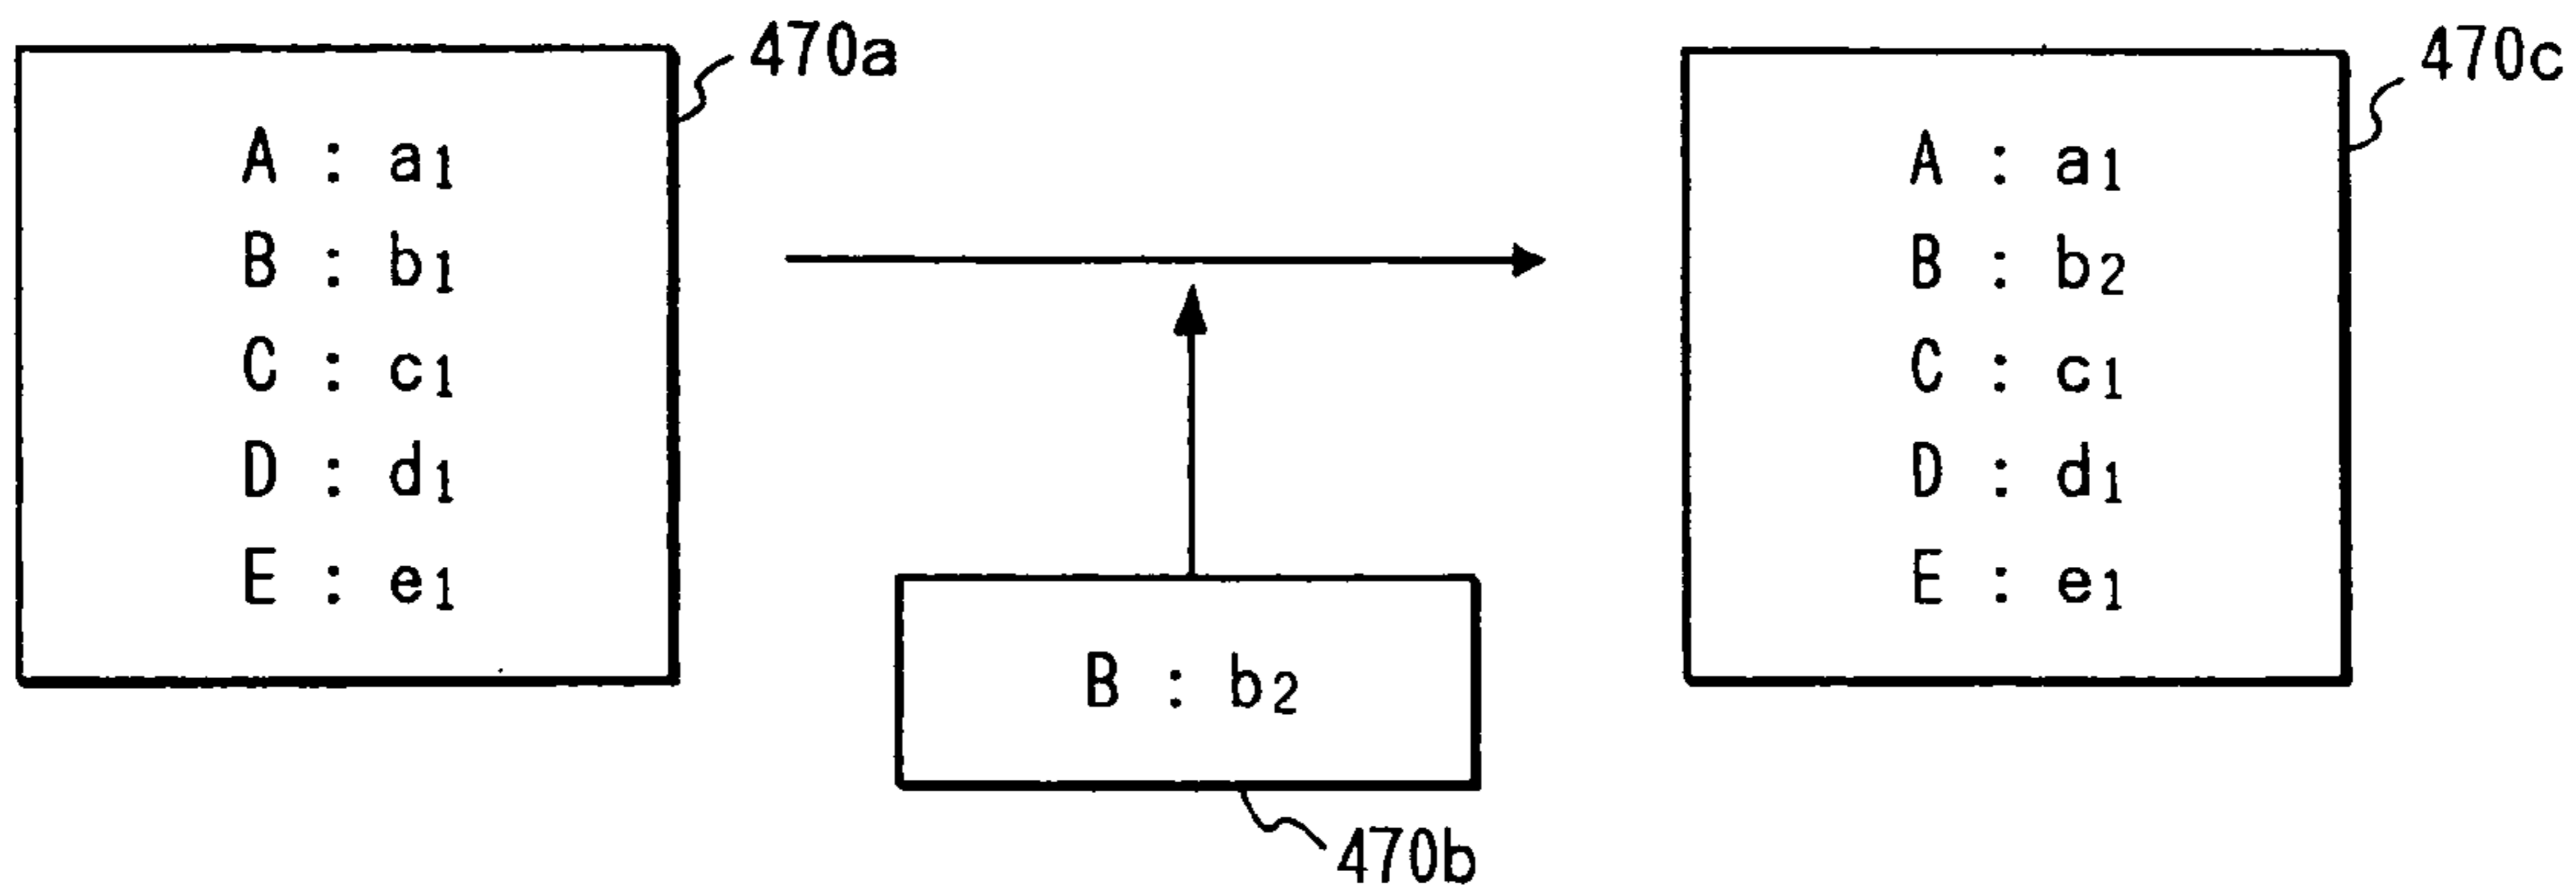 470a
A : a1
B : b1
C : c1
D : d1
E : e1
B : b2
470b
470c
A : a1
B : b2
C : c1
D : d1
E : e1